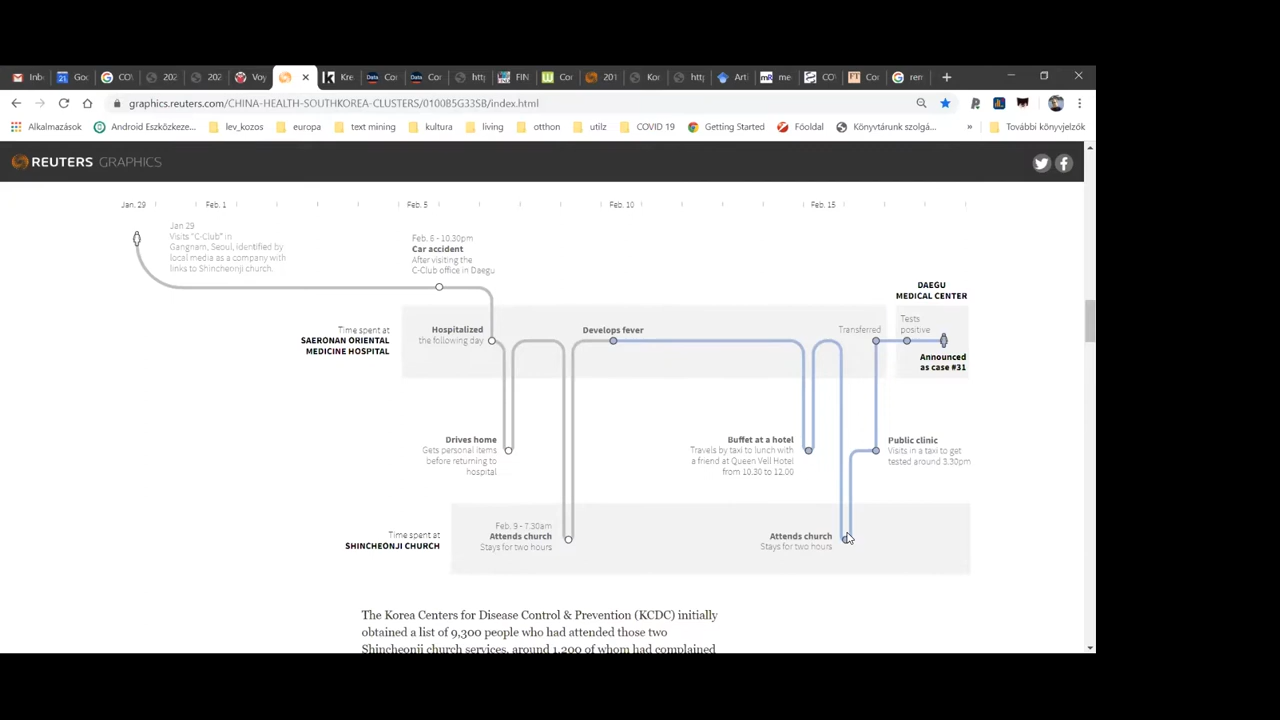 Inb
Goc
CO\
202
202
Voy
Kre
Cor
Cor
http
FIN
Cor
201
Kor
http
Arti
me
CO\
Cor
ren
graphics.reuters.com/CHINA-HEALTH-SOUTHKOREA-CLUSTERS/0100B5G33SB/index.html
Alkalmazások
Android Eszközkeze...
lev_kozos
europa
text mining
kultura
living
otthon
utilz
COVID 19
Getting Started
Főoldal
Könyvtárunk szolgá...
»
További könyvjelzők
REUTERS GRAPHICS
Jan. 29
Feb. 1
Feb. 5
Feb. 10
Feb. 15
Jan 29
Visits "C-Club" in
Gangnam, Seoul, identified by
local media as a company with
links to Shincheonji church.
Feb. 6 - 10.30pm
Car accident
After visiting the
C-Club office in Daegu
DAEGU
MEDICAL CENTER
Time spent at
SAERONAN ORIENTAL
MEDICINE HOSPITAL
Hospitalized
the following day
Develops fever
Transferred
Tests
positive
Announced
as case #31
Drives home
Gets personal items
before returning to
hospital
Buffet at a hotel
Travels by taxi to lunch with
a friend at Queen Vell Hotel
from 10.30 to 12.00
Public clinic
Visits in a taxi to get
tested around 3.30pm
Time spent at
SHINCHEONJI CHURCH
Feb. 9 - 7.30am
Attends church
Stays for two hours
Attends church
Stays for two hours
The Korea Centers for Disease Control & Prevention (KCDC) initially
obtained a list of 9,300 people who had attended those two
Shincheonji church services, around 1,200 of whom had complained